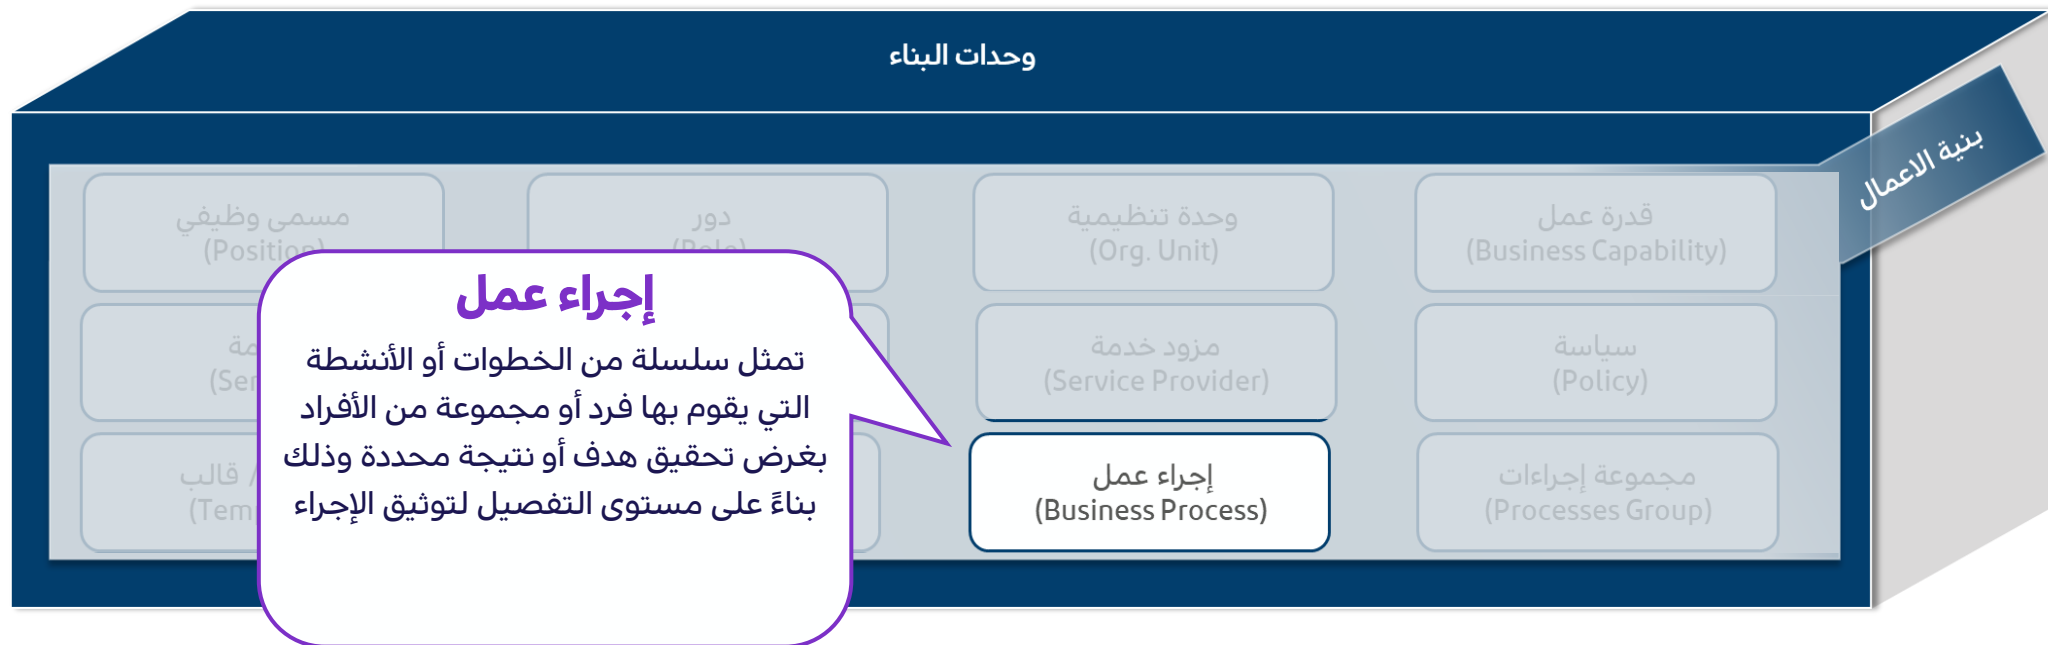 وحدات البناء
بنية الاعمال
قدرة عمل
(Business Capability)
وحدة تنظيمية
(Org. Unit)
دور
(Role)
مسمى وظيفي
(Position)
سياسة
(Policy)
مزود خدمة
(Service Provider)
مجموعة إجراءات
(Processes Group)
إجراء عمل
(Business Process)
/ قالب
إجراء عمل
تمثل سلسلة من الخطوات أو الأنشطة
التي يقوم بها فرد أو مجموعة من الأفراد
بغرض تحقيق هدف أو نتيجة محددة وذلك
بناءً على مستوى التفصيل لتوثيق الإجراء